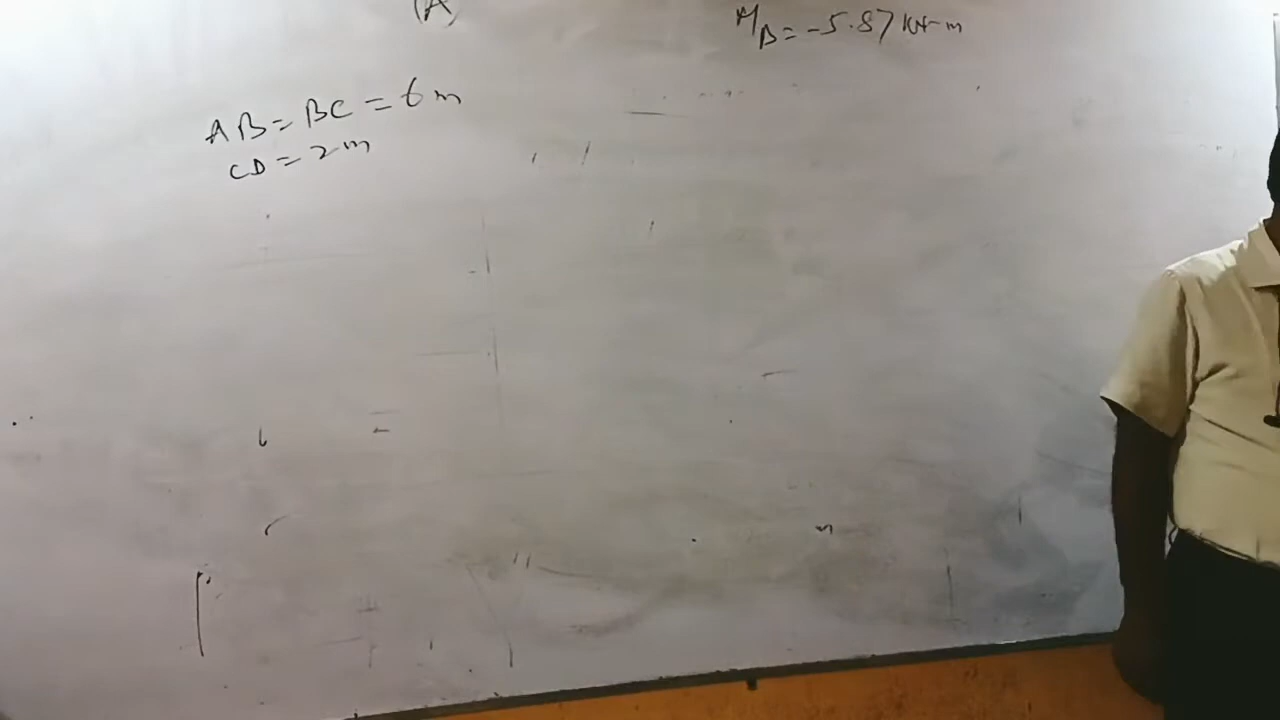 (A)
M_B = -5.87 kN-m
AB = BC = 6 m
CD = 2 m